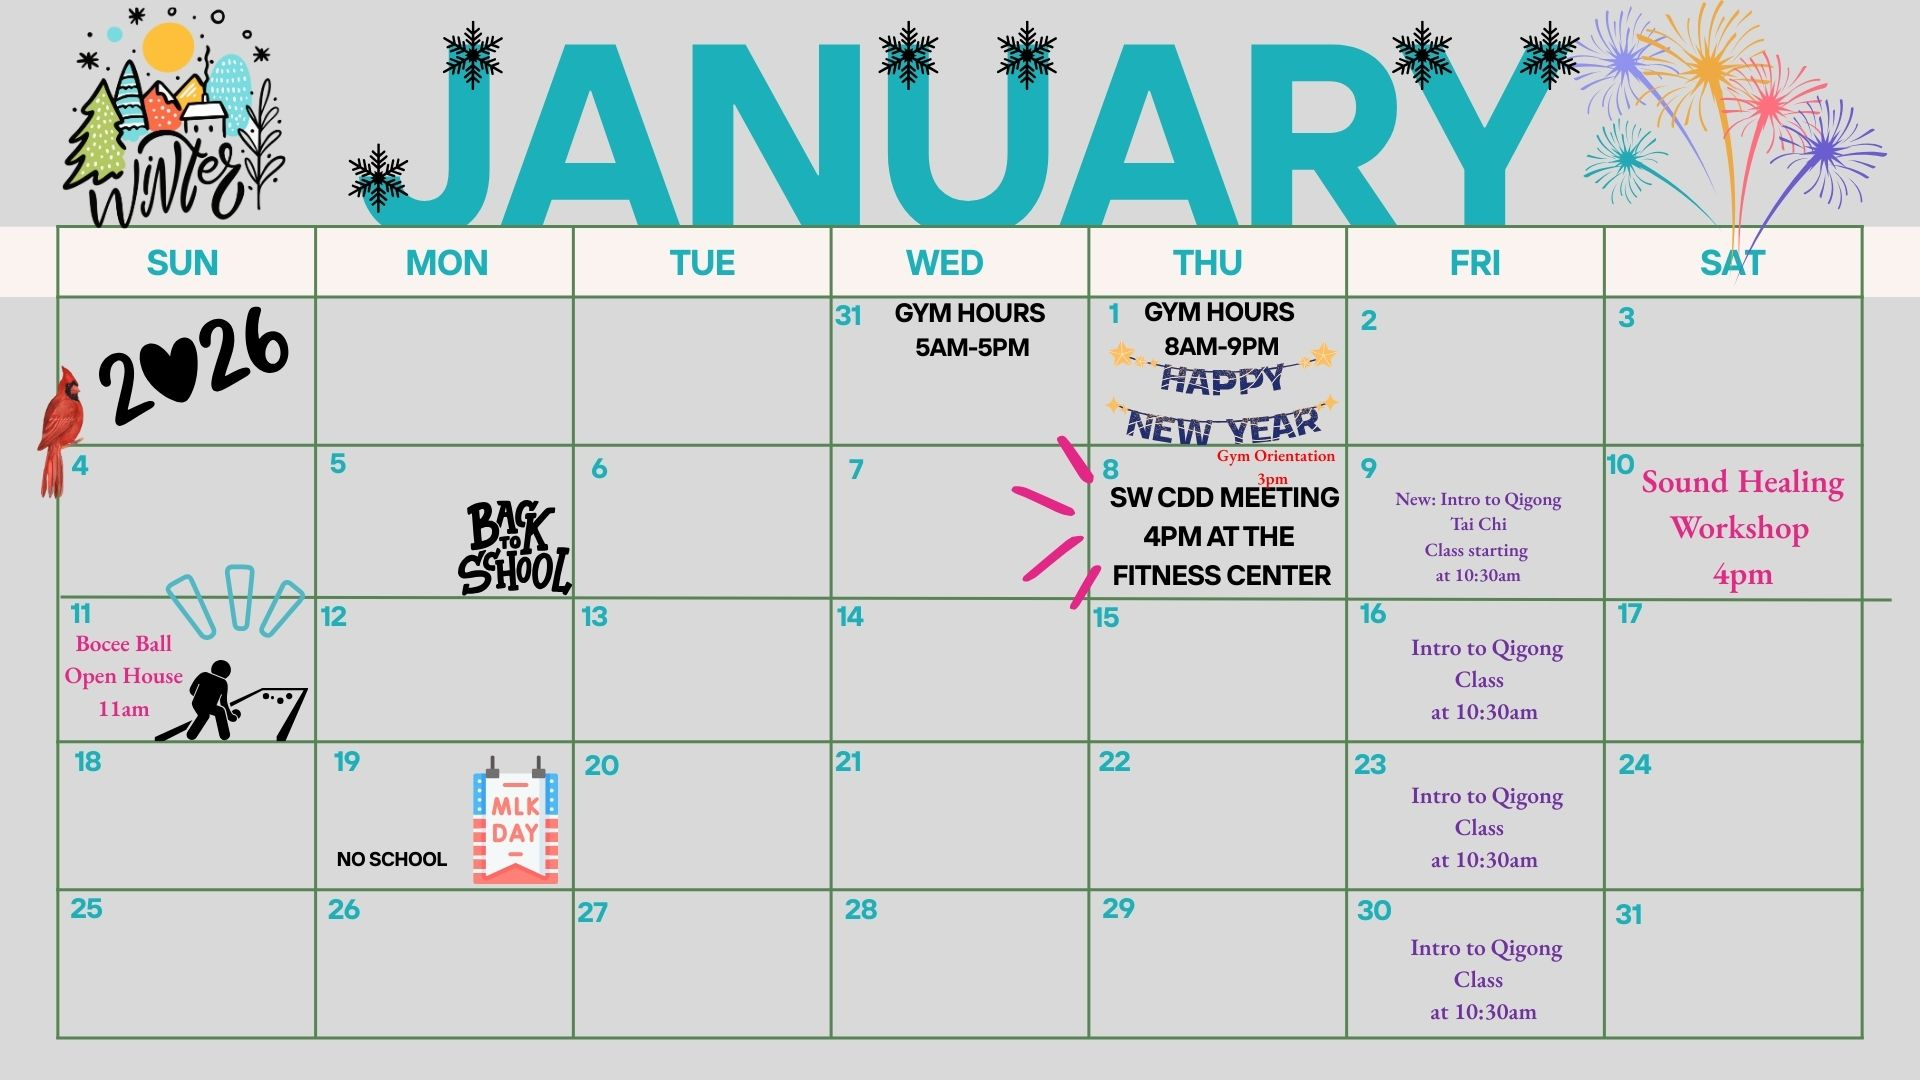 Winter
JANUARY
SUN MON TUE WED THU FRI SAT
2026
31
GYM HOURS
5AM-5PM
1
GYM HOURS
8AM-9PM
HAPPY
NEW YEAR
2
3
4
5
BACK
TO
SCHOOL
6
7
8
Gym Orientation
3pm
SW CDD MEETING
4PM AT THE
FITNESS CENTER
9
New: Intro to Qigong
Tai Chi
Class starting
at 10:30am
10
Sound Healing
Workshop
4pm
11
Bocee Ball
Open House
11am
12
13
14
15
16
Intro to Qigong
Class
at 10:30am
17
18
19
NO SCHOOL
MLK
DAY
20
21
22
23
Intro to Qigong
Class
at 10:30am
24
25
26
27
28
29
30
Intro to Qigong
Class
at 10:30am
31